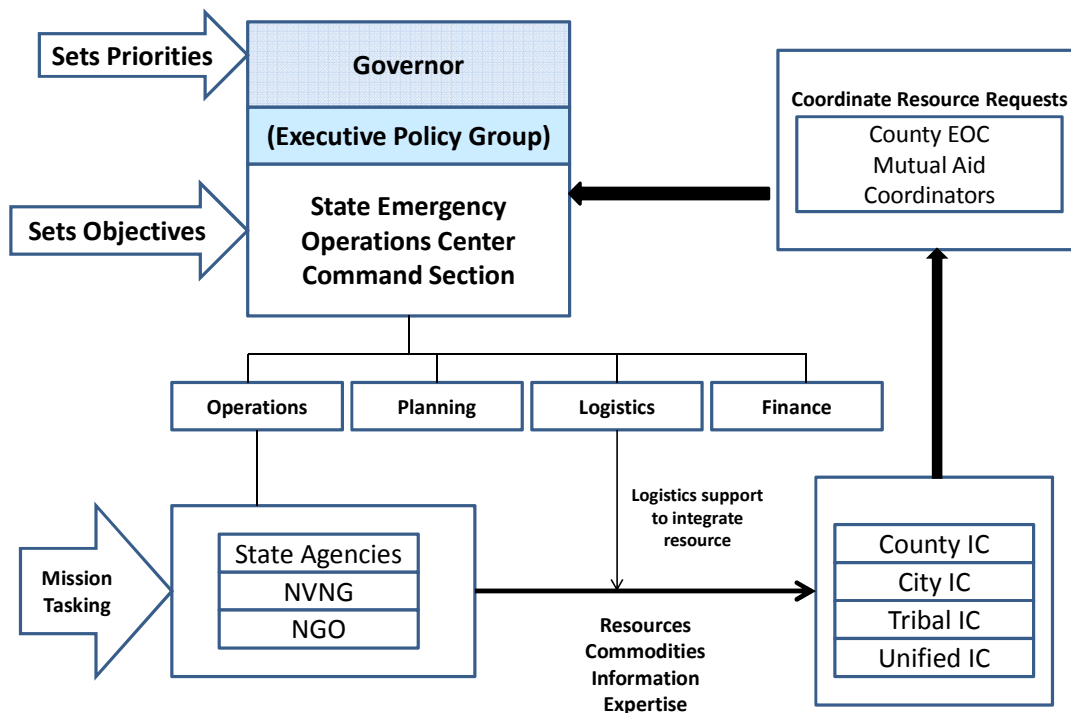 Sets Priorities
Governor
(Executive Policy Group)
Sets Objectives
State Emergency
Operations Center
Command Section
Coordinate Resource Requests
County EOC
Mutual Aid
Coordinators
Operations
Planning
Logistics
Finance
Logistics support
to integrate
resource
Mission
Tasking
State Agencies
NVNG
NGO
Resources
Commodities
Information
Expertise
County IC
City IC
Tribal IC
Unified IC